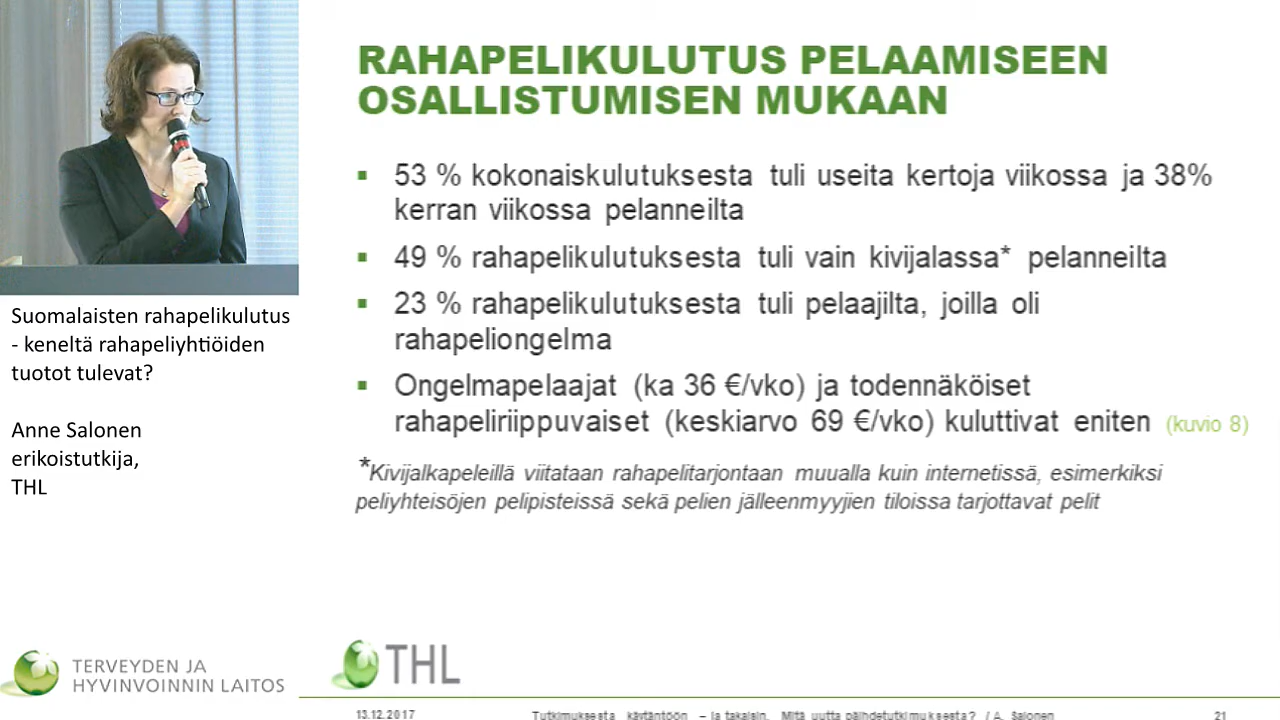 RAHAPELIKULUTUS PELAAMISEEN
OSALLISTUMISEN MUKAAN
▪ 53 % kokonaiskulutuksesta tuli useita kertoja viikossa ja 38%
kerran viikossa pelanneilta
▪ 49 % rahapelikulutuksesta tuli vain kivijalassa* pelanneilta
▪ 23 % rahapelikulutuksesta tuli pelaajilta, joilla oli
rahapeliongelma
▪ Ongelmapelaajat (ka 36 €/vko) ja todennäköiset
rahapeliriippuvaiset (keskiarvo 69 €/vko) kuluttivat eniten (kuvio 8)
*Kivijalkapeleillä viitataan rahapelitarjontaan muualla kuin internetissä, esimerkiksi
peliyhteisöjen pelipisteissä sekä pelien jälleenmyyjien tiloissa tarjottavat pelit
Suomalaisten rahapelikulutus
- keneltä rahapeliyhtiöiden
tuotot tulevat?
Anne Salonen
erikoistutkija,
THL
TERVEYDEN JA
HYVINVOINNIN LAITOS
THL
13.12.2017 Tutkimuksesta käytäntöön – ja takaisin. Mitä uutta päihdetutkimuksesta? / A. Salonen 21